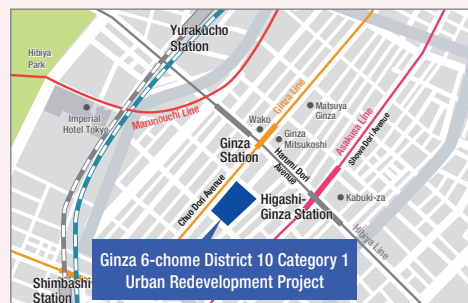 Yurakucho
Station
Hibiya
Park
Imperial
Hotel Tokyo
Marunouchi Line
Ginza Line
Matsuya
Ginza
Wako
Asakusa Line
Showa Dori Avenue
Ginza
Mitsukoshi
Ginza
Station
Harumi Dori
Avenue
Chuo Dori Avenue
Higashi-
Ginza Station
Kabuki-za
Hibiya Line
Ginza 6-chome District 10 Category 1
Urban Redevelopment Project
Shimbashi
Station